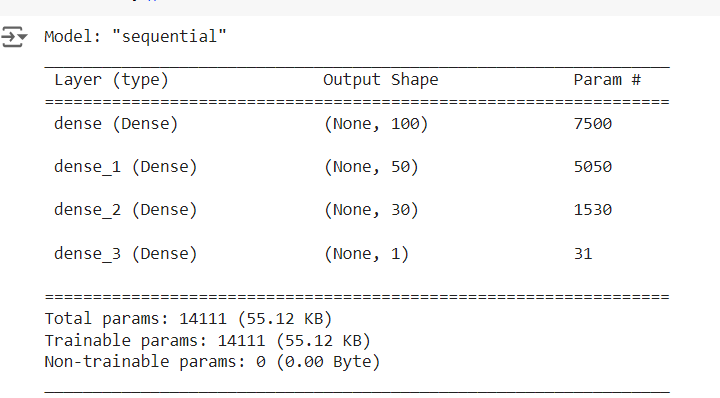 Model: "sequential"
Layer (type) Output Shape Param #
=================================================================
dense (Dense) (None, 100) 7500
dense_1 (Dense) (None, 50) 5050
dense_2 (Dense) (None, 30) 1530
dense_3 (Dense) (None, 1) 31
=================================================================
Total params: 14111 (55.12 KB)
Trainable params: 14111 (55.12 KB)
Non-trainable params: 0 (0.00 Byte)